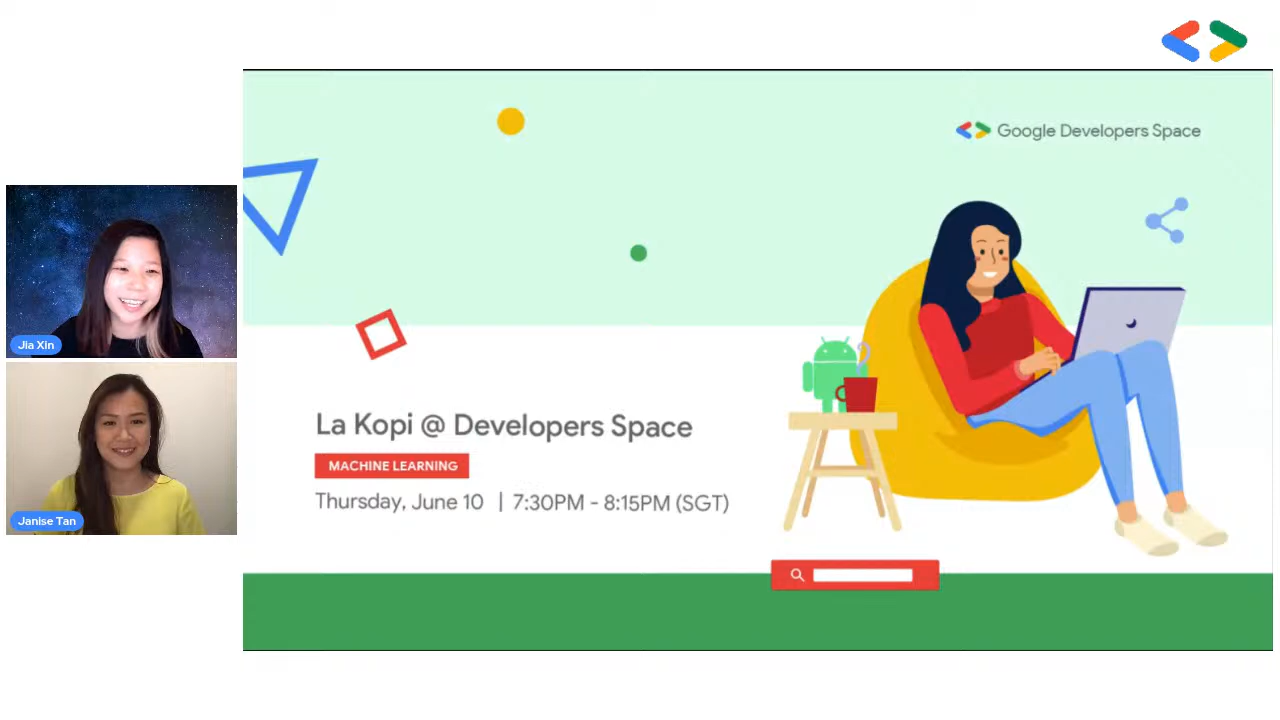 Google Developers Space
Jia Xin
La Kopi @ Developers Space
MACHINE LEARNING
Thursday, June 10 | 7:30PM - 8:15PM (SGT)
Janise Tan